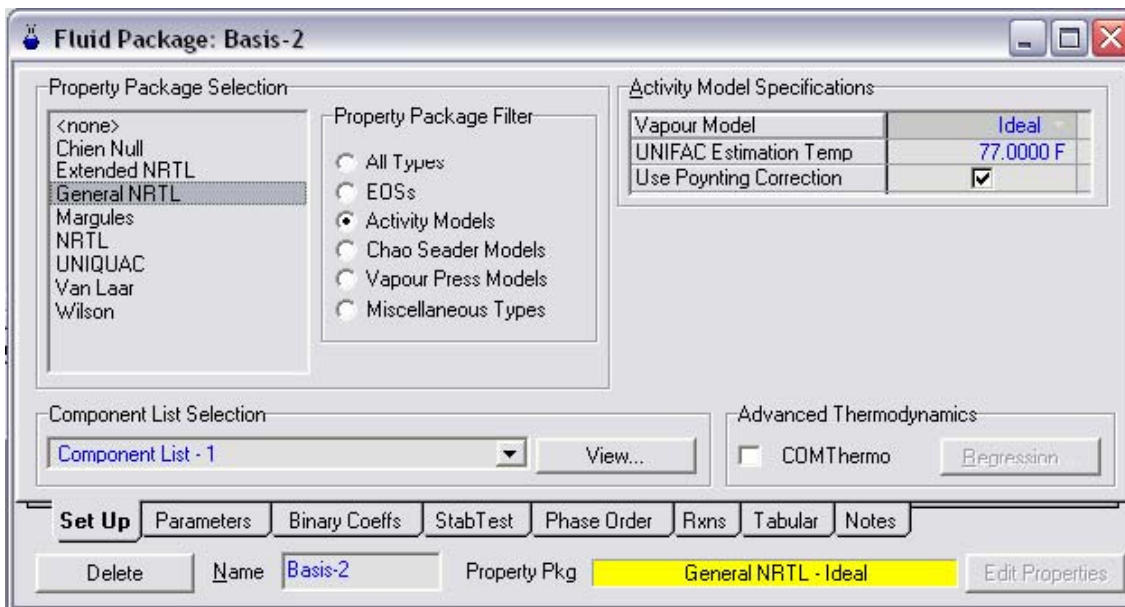 Fluid Package: Basis-2
Property Package Selection
<none>
Chien Null
Extended NRTL
General NRTL
Margules
NRTL
UNIQUAC
Van Laar
Wilson
Property Package Filter
All Types
EOSs
Activity Models
Chao Seader Models
Vapour Press Models
Miscellaneous Types
Activity Model Specifications
Vapour Model Ideal
UNIFAC Estimation Temp 77.0000 F
Use Poynting Correction
Component List Selection
Component List - 1 View...
Advanced Thermodynamics
COMThermo Regression
Set Up Parameters Binary Coeffs StabTest Phase Order Rxns Tabular Notes
Delete Name Basis-2 Property Pkg General NRTL - Ideal Edit Properties